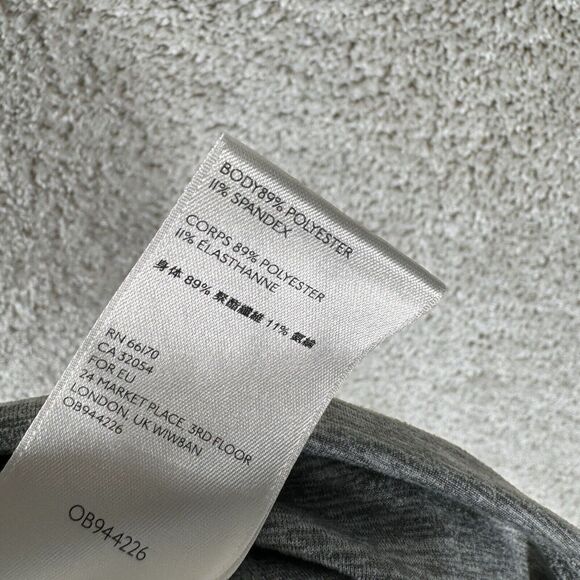 BODY89% POLYESTER
11% SPANDEX
CORPS 89% POLYESTER
11% ÉLASTHANNE
身体 89% 聚酯纖維 11% 氨綸
RN 66170
CA 32054
FOR EU
24 MARKET PLACE, 3RD FLOOR
LONDON, UK W1W8AN
OB944226
OB944226